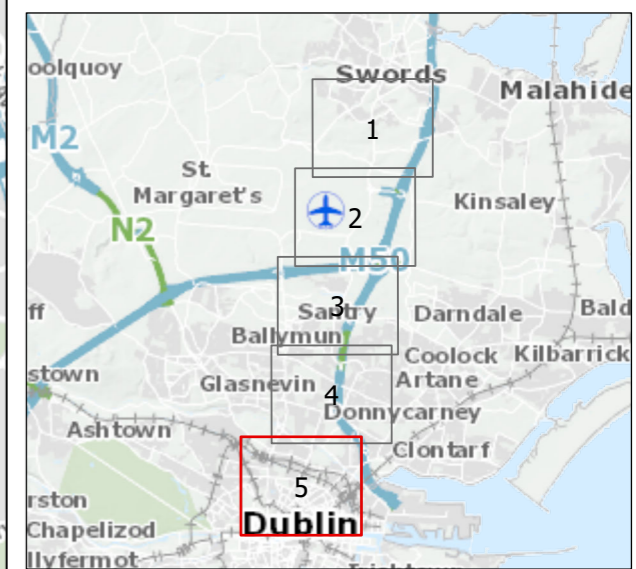 Swords
oolquoy
Malahide
1
M2
St.
Margaret's
Kinsaley
2
N2
M50
3
Santry
Darndale
Bald
ff
Ballymun
Coolock
Kilbarrick
stown
Glasnevin
Artane
4
Donnycarney
Ashtown
Clontarf
5
rston
Dublin
Chapelizod
llyfermot